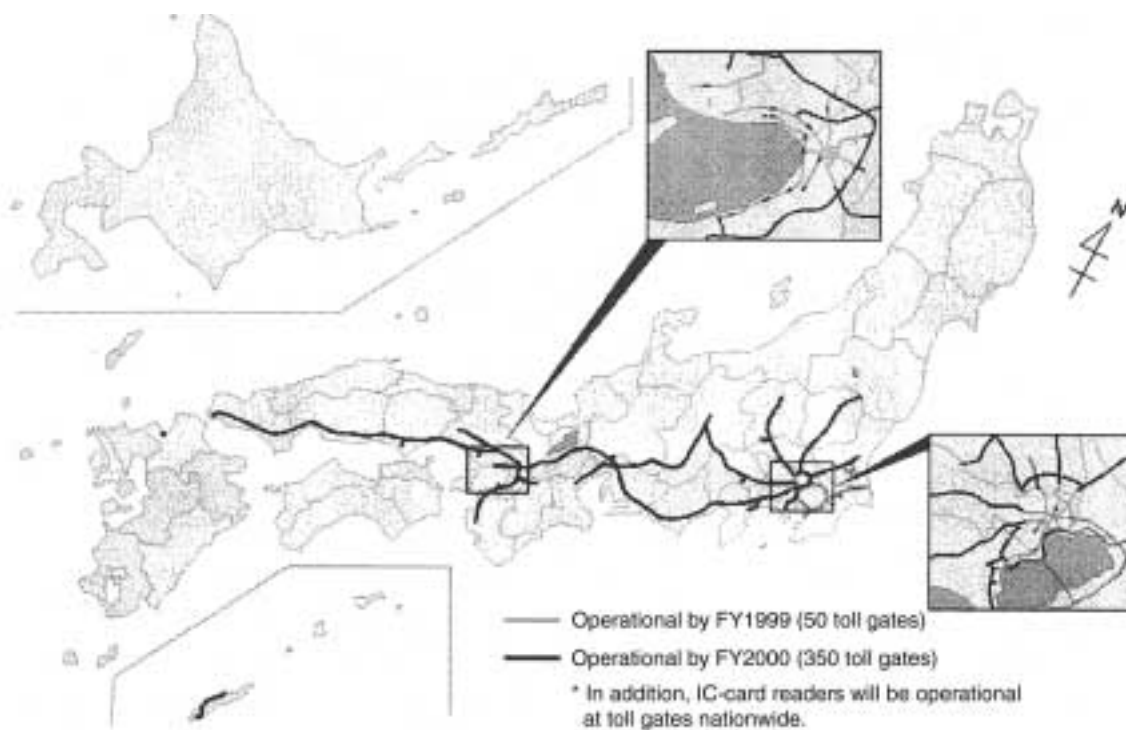 N
Operational by FY1999 (50 toll gates)
Operational by FY2000 (350 toll gates)
* In addition, IC-card readers will be operational
at toll gates nationwide.